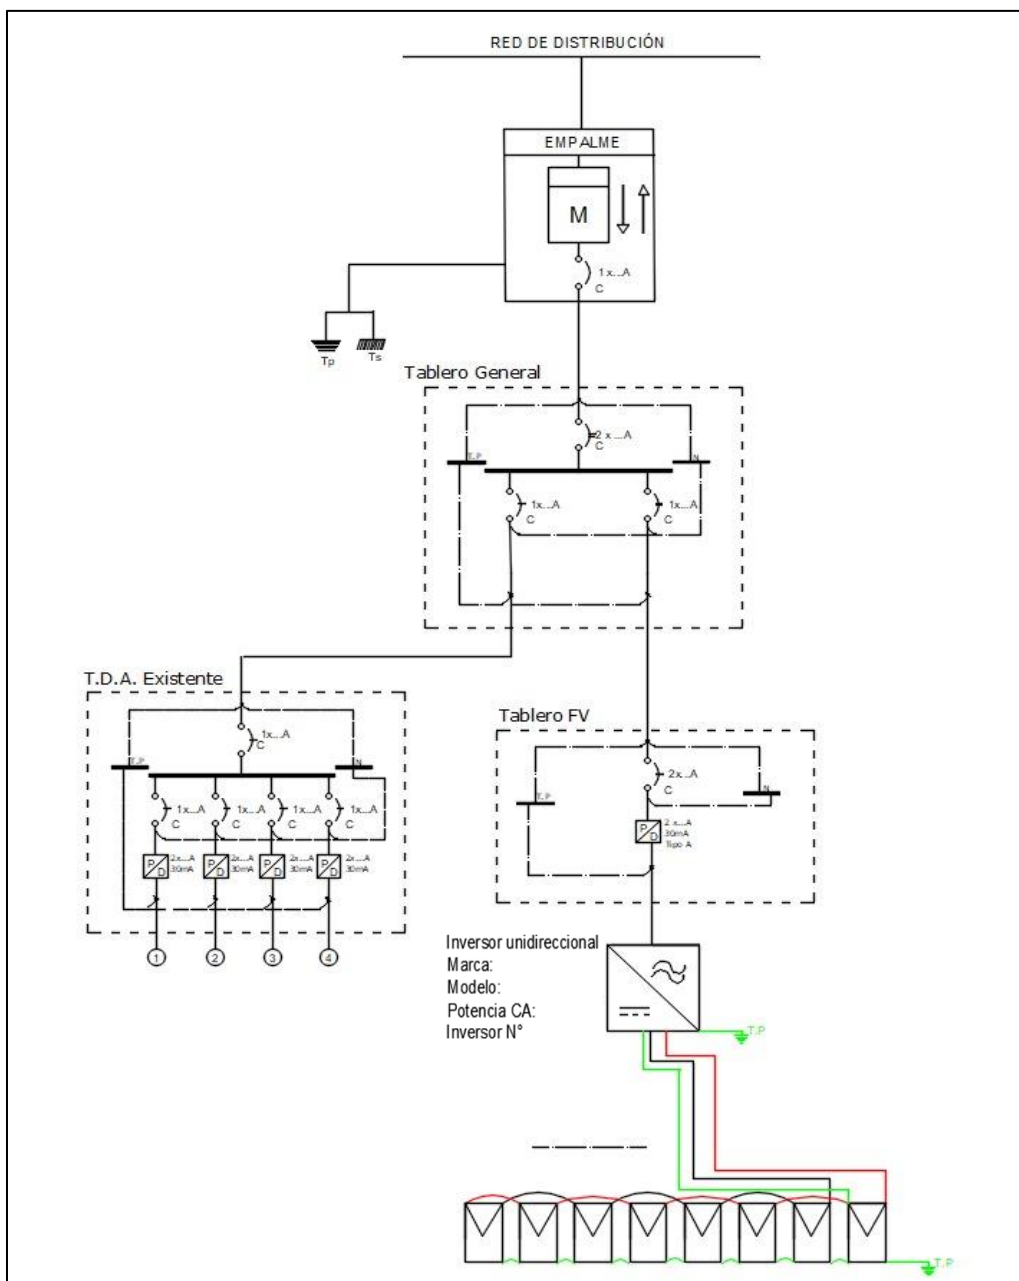 RED DE DISTRIBUCIÓN
EMPALME
M
1x...A
C
Tp
Ts
Tablero General
2 x ...A
C
T.P
N
1x...A
C
1x...A
C
T.D.A. Existente
1x...A
C
T.P
N
1x...A
C
1x...A
C
1x...A
C
1x...A
C
P/D
2x...A
30mA
P/D
2x...A
30mA
P/D
2x...A
30mA
P/D
2x...A
30mA
1
2
3
4
Tablero FV
2x...A
C
T.P
N
P/D
2 x...A
30mA
Tipo A
Inversor unidireccional
Marca:
Modelo:
Potencia CA:
Inversor N°
T.P
T.P